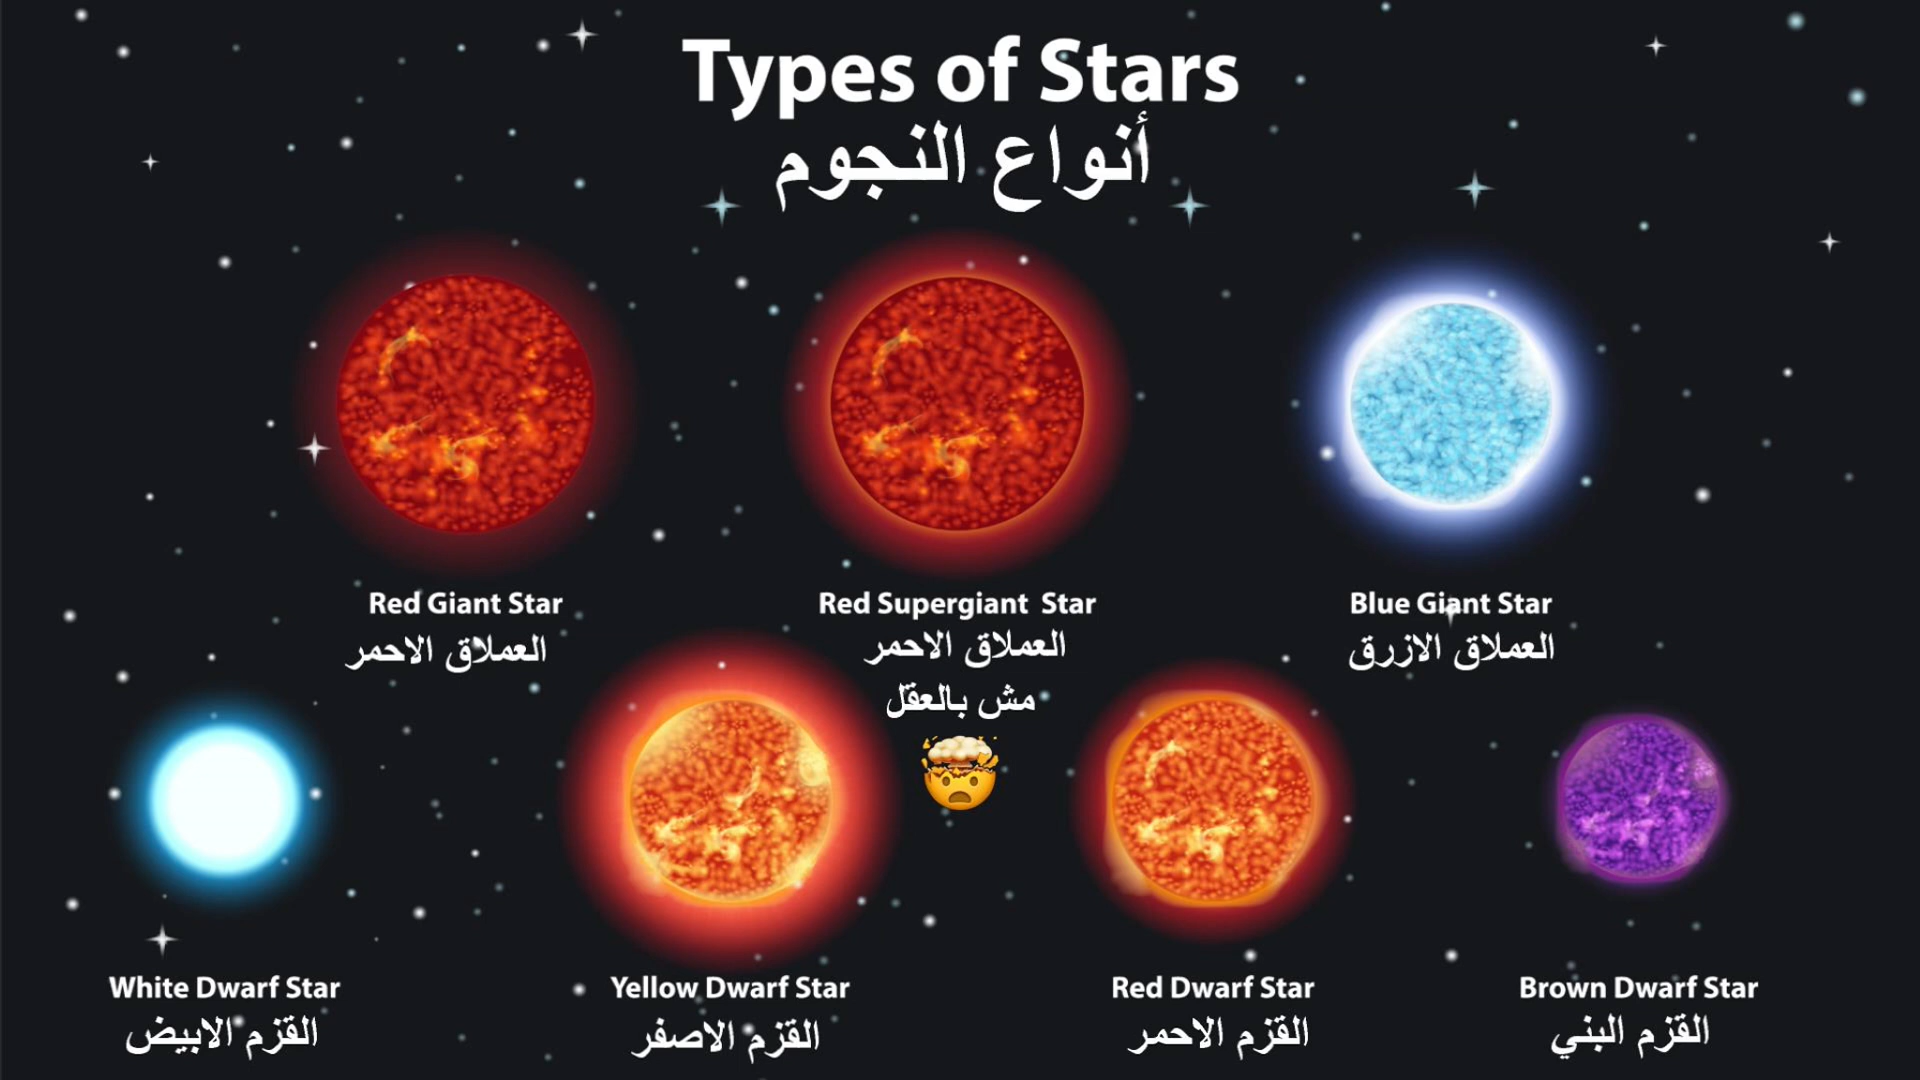 Types of Stars
أنواع النجوم
Red Giant Star
العملاق الاحمر
Red Supergiant Star
العملاق الاحمر
مش بالعقل
Blue Giant Star
العملاق الازرق
White Dwarf Star
القزم الابيض
Yellow Dwarf Star
القزم الاصفر
Red Dwarf Star
القزم الاحمر
Brown Dwarf Star
القزم البني